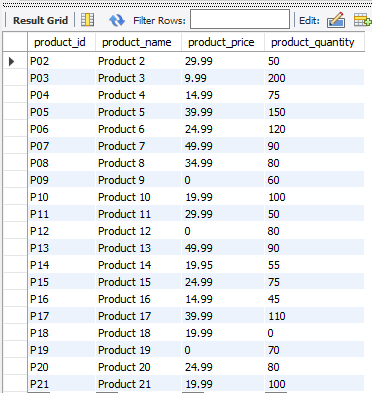 Result Grid Filter Rows: Edit:
product_id product_name product_price product_quantity
P02 Product 2 29.99 50
P03 Product 3 9.99 200
P04 Product 4 14.99 75
P05 Product 5 39.99 150
P06 Product 6 24.99 120
P07 Product 7 49.99 90
P08 Product 8 34.99 80
P09 Product 9 0 60
P10 Product 10 19.99 100
P11 Product 11 29.99 50
P12 Product 12 0 80
P13 Product 13 49.99 90
P14 Product 14 19.95 55
P15 Product 15 24.99 75
P16 Product 16 14.99 45
P17 Product 17 39.99 110
P18 Product 18 19.99 0
P19 Product 19 0 70
P20 Product 20 24.99 80
P21 Product 21 19.99 100